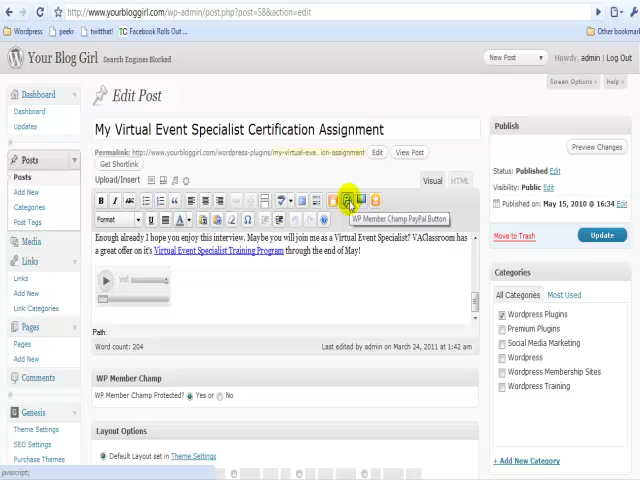 http://www.yourbloggirl.com/wp-admin/post.php?post=58&action=edit
Wordpress peekr twitthat! Facebook Rolls Out ... Other bookmar
Your Blog Girl Search Engines Blocked New Post Howdy, admin | Log Out
Screen Options Help
Dashboard
Dashboard
Updates
Posts
Posts
Add New
Categories
Post Tags
Media
Links
Links
Add New
Link Categories
Pages
Pages
Add New
Comments
Genesis
Theme Settings
SEO Settings
Purchase Themes
javascript:;
Edit Post
My Virtual Event Specialist Certification Assignment
Permalink: http://www.yourbloggirl.com/wordpress-plugins/my-virtual-eve...ion-assignment Edit View Post
Get Shortlink
Upload/Insert Visual HTML
B I ABC
Format U A
WP Member Champ PayPal Button
Enough already I hope you enjoy this interview. Maybe you will join me as a Virtual Event Specialist? VAClassroom has
a great offer on it's Virtual Event Specialist Training Program through the end of May!
vol
Path:
Word count: 204 Last edited by admin on March 24, 2011 at 1:42 am
WP Member Champ
WP Member Champ Protected? Yes or No
Layout Options
Default Layout set in Theme Settings
Publish
Preview Changes
Status: Published Edit
Visibility: Public Edit
Published on: May 15, 2010 @ 16:34 Edit
Move to Trash Update
Categories
All Categories Most Used
Wordpress Plugins
Premium Plugins
Social Media Marketing
Wordpress
Wordpress Membership Sites
Wordpress Training
+ Add New Category